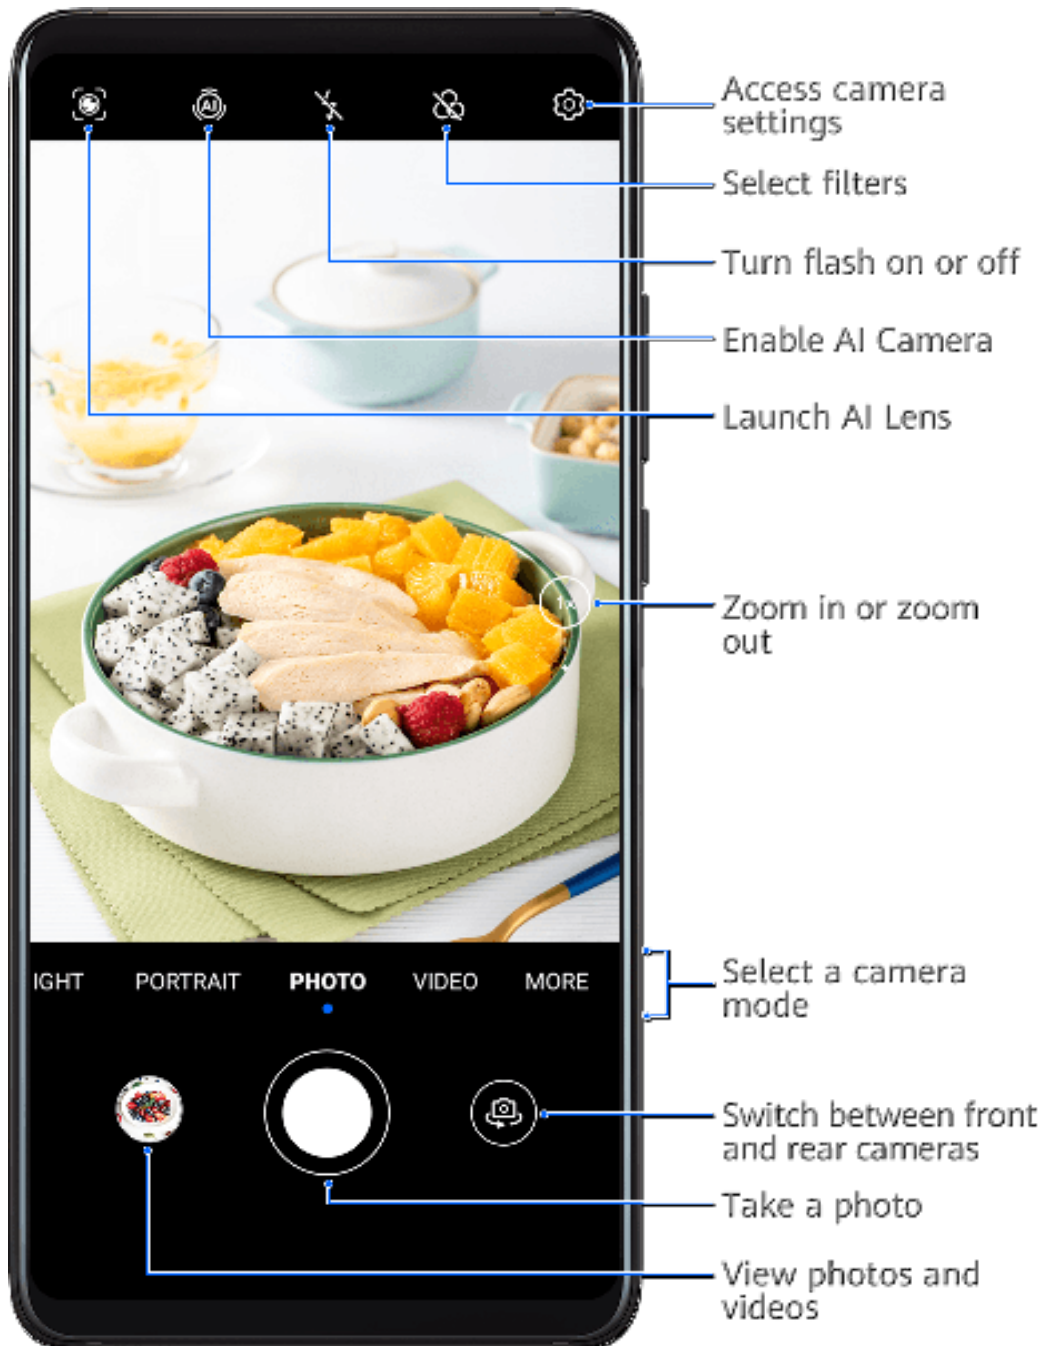 AI
Access camera
settings
Select filters
Turn flash on or off
Enable AI Camera
Launch AI Lens
1x
Zoom in or zoom
out
IGHT PORTRAIT PHOTO VIDEO MORE
Select a camera
mode
Switch between front
and rear cameras
Take a photo
View photos and
videos